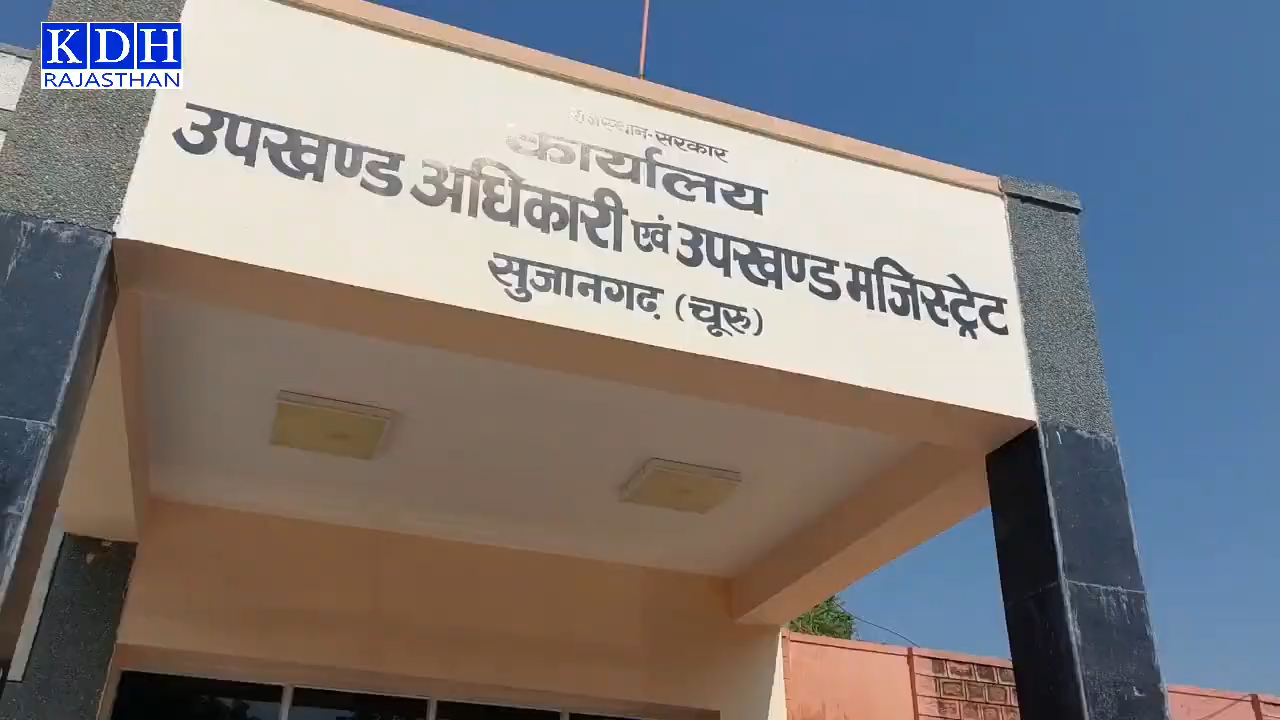 KDH
RAJASTHAN
राजस्थान-सरकार
कार्यालय
उपखण्ड अधिकारी एवं उपखण्ड मजिस्ट्रेट
सुजानगढ़ (चूरु)